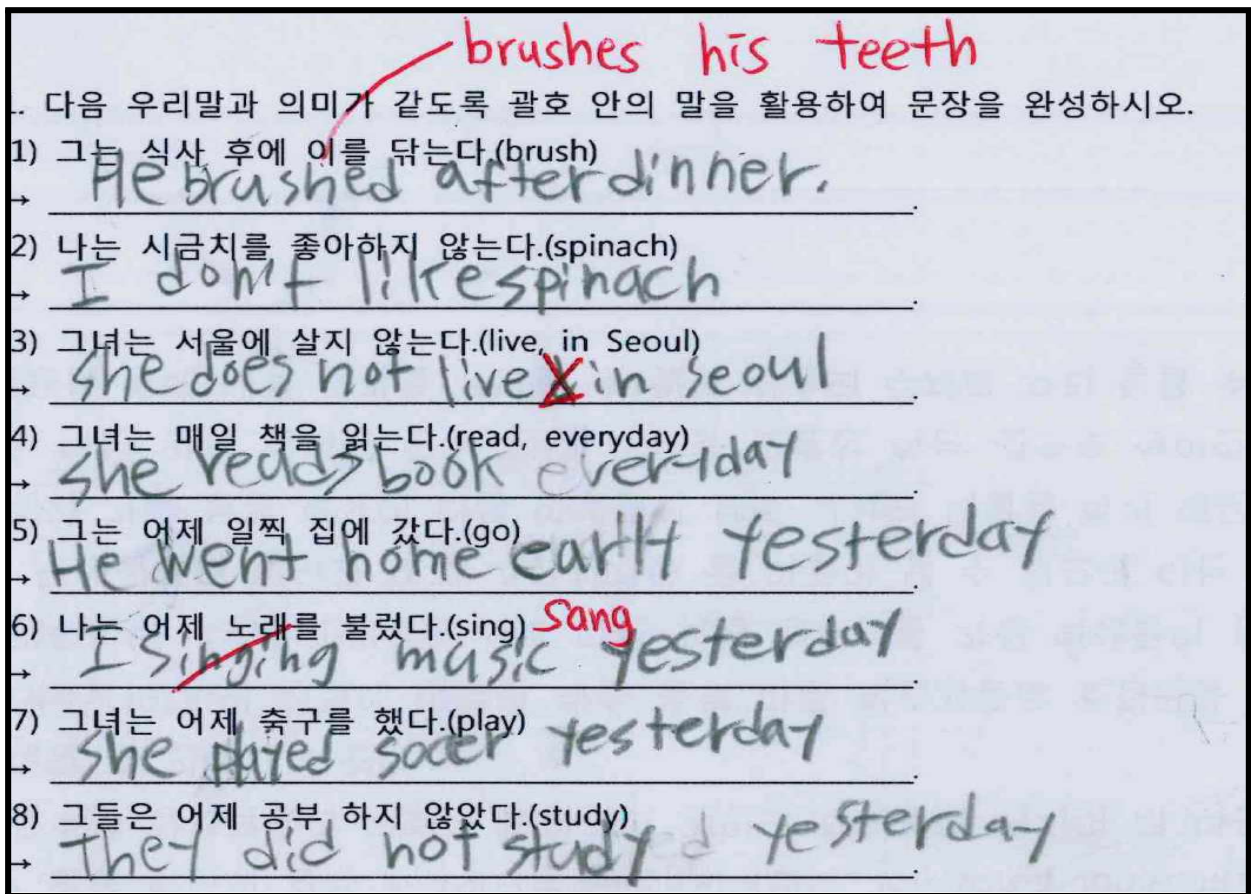 brushes his teeth
.. 다음 우리말과 의미가 같도록 괄호 안의 말을 활용하여 문장을 완성하시오.
1) 그는 식사 후에 이를 닦는다.(brush)
→ He brushed after dinner.
2) 나는 시금치를 좋아하지 않는다.(spinach)
→ I don't like spinach
3) 그녀는 서울에 살지 않는다.(live, in Seoul)
→ she does not live in seoul
4) 그녀는 매일 책을 읽는다.(read, everyday)
→ she reads book everyday
5) 그는 어제 일찍 집에 갔다.(go)
→ He went home early yesterday
6) 나는 어제 노래를 불렀다.(sing) sang
→ I singing music yesterday
7) 그녀는 어제 축구를 했다.(play)
→ she played socer yesterday
8) 그들은 어제 공부 하지 않았다.(study)
→ they did not study yesterday